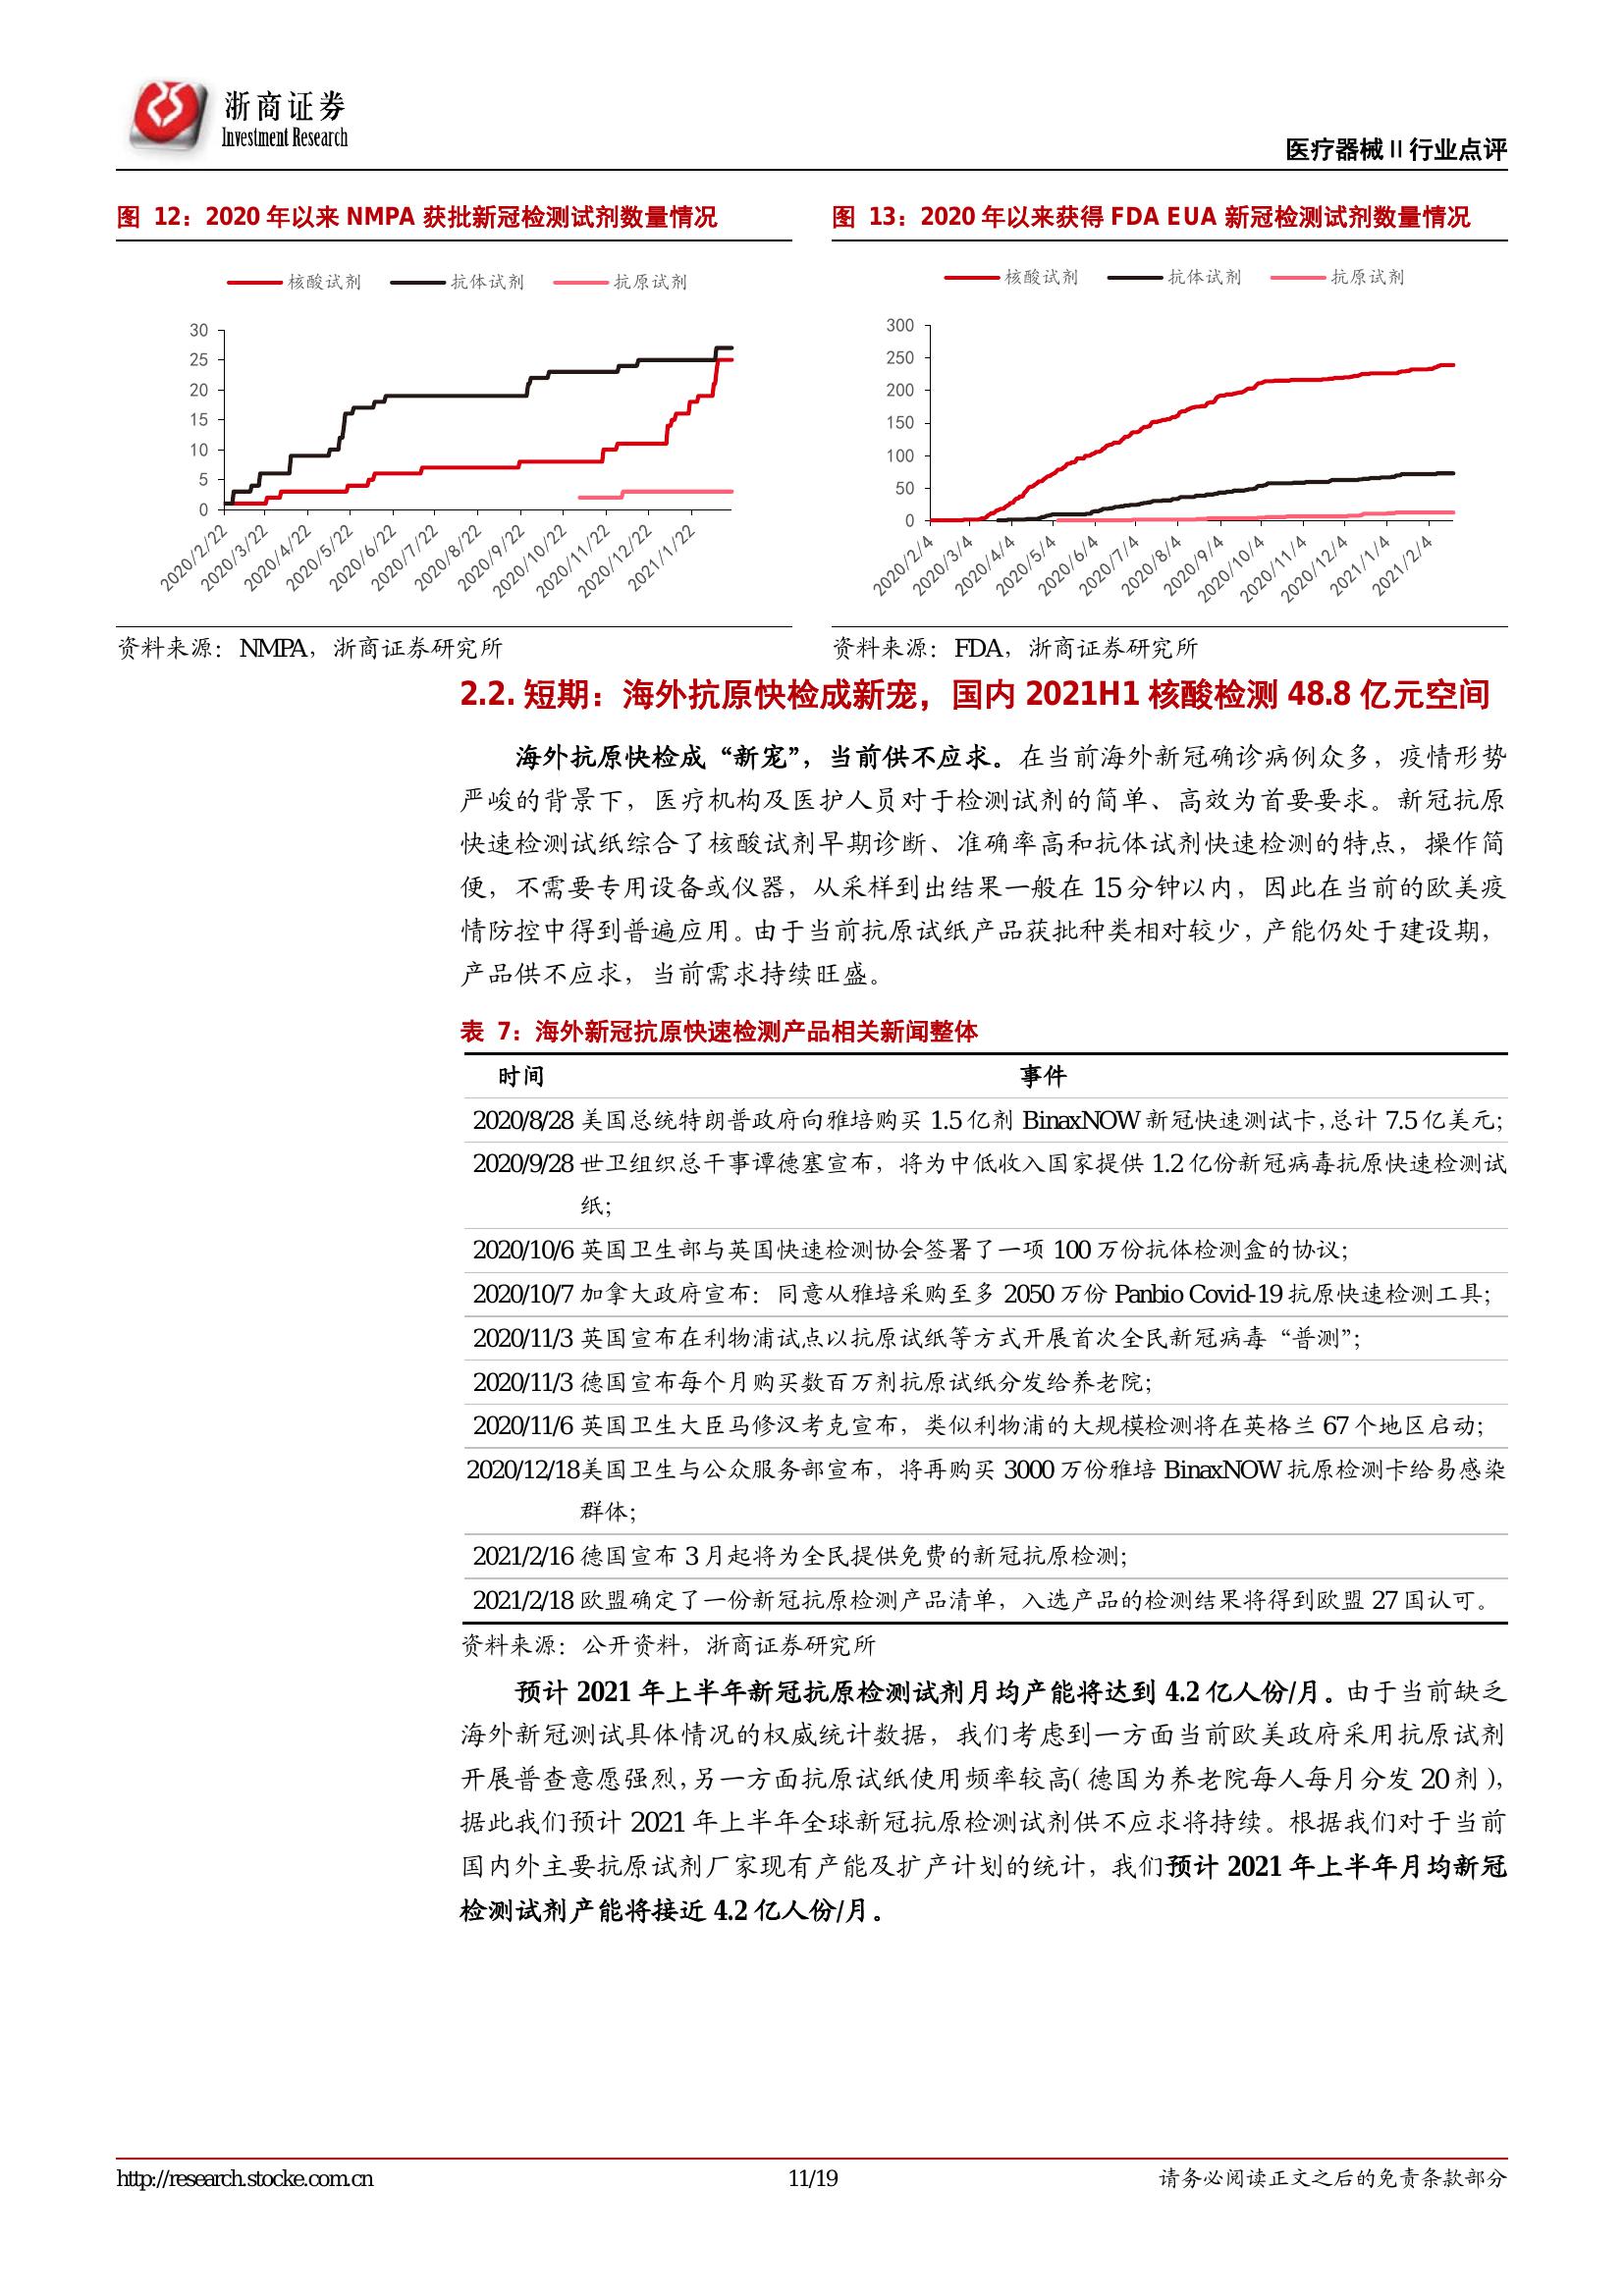 浙商证券
Investment Research
医疗器械Ⅱ行业点评
图 12：2020 年以来 NMPA 获批新冠检测试剂数量情况
核酸试剂 抗体试剂 抗原试剂
30
25
20
15
10
5
0
2020/2/22 2020/3/22 2020/4/22 2020/5/22 2020/6/22 2020/7/22 2020/8/22 2020/9/22 2020/10/22 2020/11/22 2020/12/22 2021/1/22
资料来源：NMPA，浙商证券研究所
图 13：2020 年以来获得 FDA EUA 新冠检测试剂数量情况
核酸试剂 抗体试剂 抗原试剂
300
250
200
150
100
50
0
2020/2/4 2020/3/4 2020/4/4 2020/5/4 2020/6/4 2020/7/4 2020/8/4 2020/9/4 2020/10/4 2020/11/4 2020/12/4 2021/1/4 2021/2/4
资料来源：FDA，浙商证券研究所
2.2. 短期：海外抗原快检成新宠，国内 2021H1 核酸检测 48.8 亿元空间
海外抗原快检成“新宠”，当前供不应求。在当前海外新冠确诊病例众多，疫情形势
严峻的背景下，医疗机构及医护人员对于检测试剂的简单、高效为首要要求。新冠抗原
快速检测试纸综合了核酸试剂早期诊断、准确率高和抗体试剂快速检测的特点，操作简
便，不需要专用设备或仪器，从采样到出结果一般在 15 分钟以内，因此在当前的欧美疫
情防控中得到普遍应用。由于当前抗原试纸产品获批种类相对较少，产能仍处于建设期，
产品供不应求，当前需求持续旺盛。
表 7：海外新冠抗原快速检测产品相关新闻整体
时间 事件
2020/8/28 美国总统特朗普政府向雅培购买 1.5 亿剂 BinaxNOW 新冠快速测试卡，总计 7.5 亿美元；
2020/9/28 世卫组织总干事谭德塞宣布，将为中低收入国家提供 1.2 亿份新冠病毒抗原快速检测试
纸；
2020/10/6 英国卫生部与英国快速检测协会签署了一项 100 万份抗体检测盒的协议；
2020/10/7 加拿大政府宣布：同意从雅培采购至多 2050 万份 Panbio Covid-19 抗原快速检测工具；
2020/11/3 英国宣布在利物浦试点以抗原试纸等方式开展首次全民新冠病毒“普测”；
2020/11/3 德国宣布每个月购买数百万剂抗原试纸分发给养老院；
2020/11/6 英国卫生大臣马修汉考克宣布，类似利物浦的大规模检测将在英格兰 67 个地区启动；
2020/12/18 美国卫生与公众服务部宣布，将再购买 3000 万份雅培 BinaxNOW 抗原检测卡给易感染
群体；
2021/2/16 德国宣布 3 月起将为全民提供免费的新冠抗原检测；
2021/2/18 欧盟确定了一份新冠抗原检测产品清单，入选产品的检测结果将得到欧盟 27 国认可。
资料来源：公开资料，浙商证券研究所
预计 2021 年上半年新冠抗原检测试剂月均产能将达到 4.2 亿人份/月。由于当前缺乏
海外新冠测试具体情况的权威统计数据，我们考虑到一方面当前欧美政府采用抗原试剂
开展普查意愿强烈，另一方面抗原试纸使用频率较高（德国为养老院每人每月分发 20 剂），
据此我们预计 2021 年上半年全球新冠抗原检测试剂供不应求将持续。根据我们对于当前
国内外主要抗原试剂厂家现有产能及扩产计划的统计，我们预计 2021 年上半年月均新冠
检测试剂产能将接近 4.2 亿人份/月。
http://research.stocke.com.cn 11/19 请务必阅读正文之后的免责条款部分